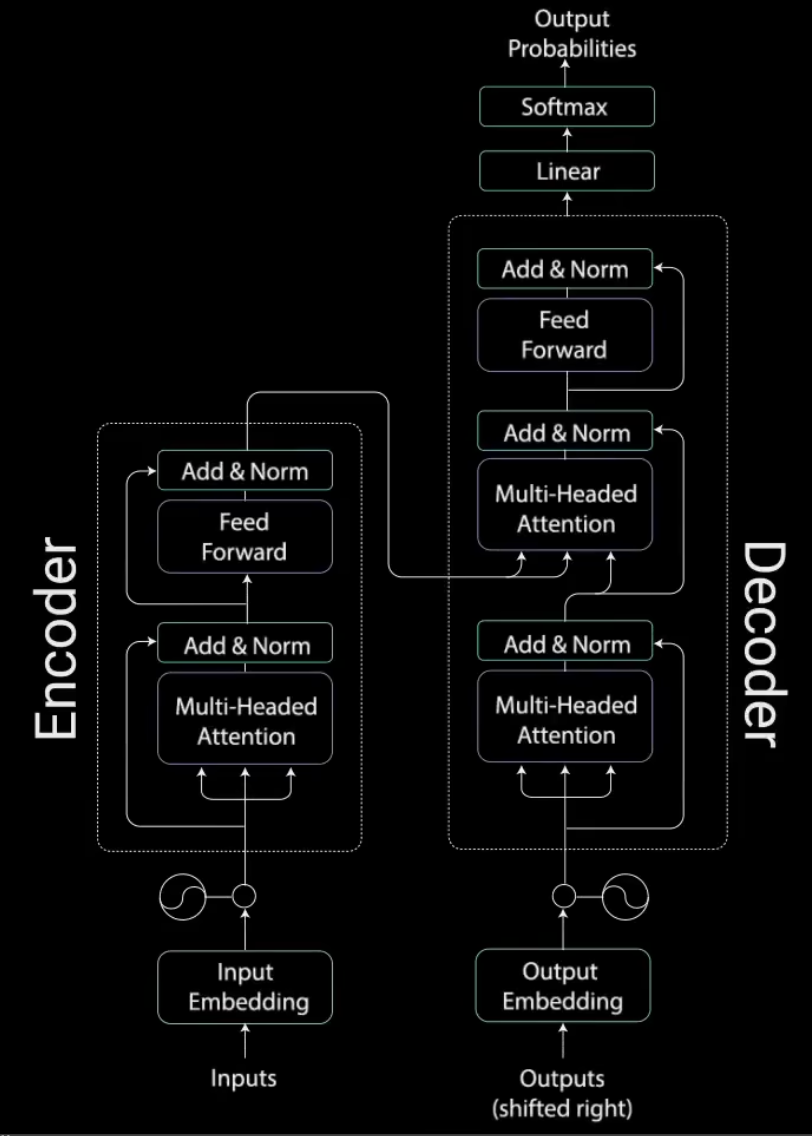 Output
Probabilities
Softmax
Linear
Add & Norm
Feed
Forward
Add & Norm
Multi-Headed
Attention
Add & Norm
Multi-Headed
Attention
Decoder
Output
Embedding
Outputs
(shifted right)
Encoder
Add & Norm
Feed
Forward
Add & Norm
Multi-Headed
Attention
Input
Embedding
Inputs